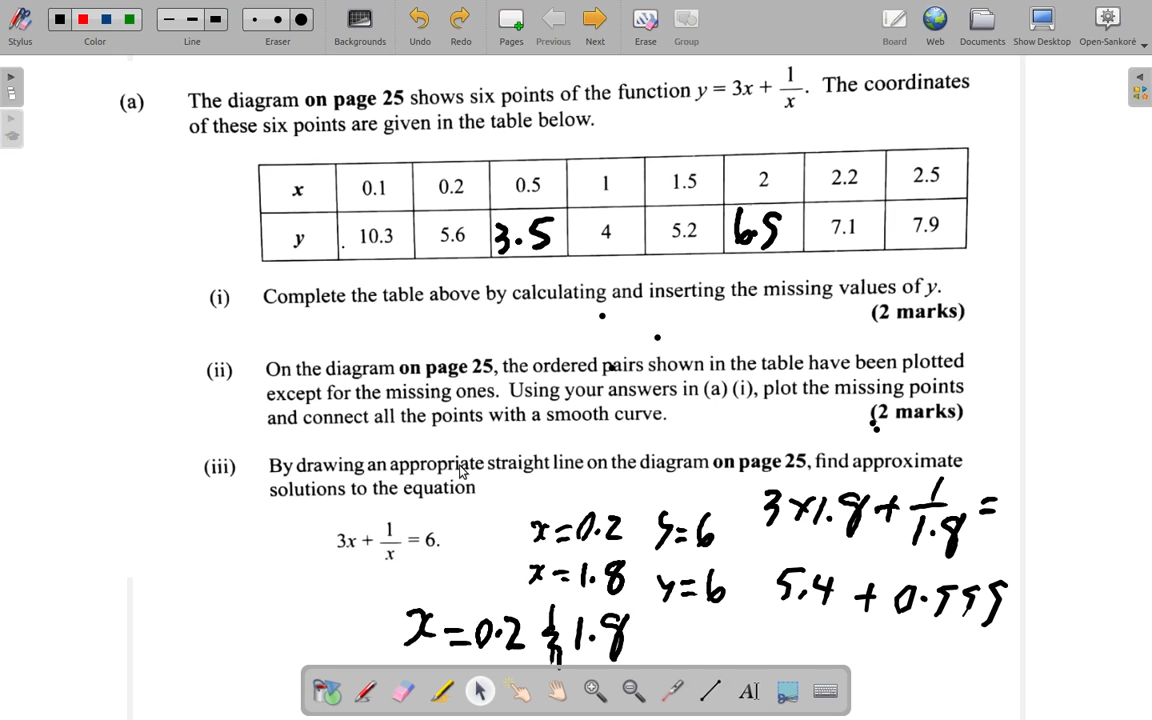 Stylus Color Line Eraser Backgrounds Undo Redo Pages Previous Next Erase Group Board Web Documents Show Desktop Open-Sankoré
(a) The diagram on page 25 shows six points of the function y = 3x + 1/x. The coordinates
of these six points are given in the table below.
x 0.1 0.2 0.5 1 1.5 2 2.2 2.5
y 10.3 5.6 3.5 4 5.2 6.5 7.1 7.9
(i) Complete the table above by calculating and inserting the missing values of y.
(2 marks)
(ii) On the diagram on page 25, the ordered pairs shown in the table have been plotted
except for the missing ones. Using your answers in (a) (i), plot the missing points
and connect all the points with a smooth curve. (2 marks)
(iii) By drawing an appropriate straight line on the diagram on page 25, find approximate
solutions to the equation
3x + 1/x = 6.
x=0.2 y=6 3×1.8+1/1.8=
x=1.8 y=6 5.4 + 0.555
x=0.2 & 1.8
AI